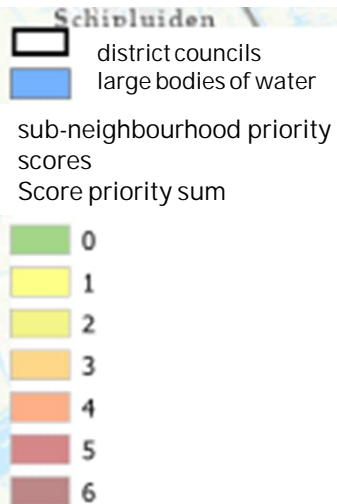 Schipluiden
district councils
large bodies of water
sub-neighbourhood priority
scores
Score priority sum
0
1
2
3
4
5
6